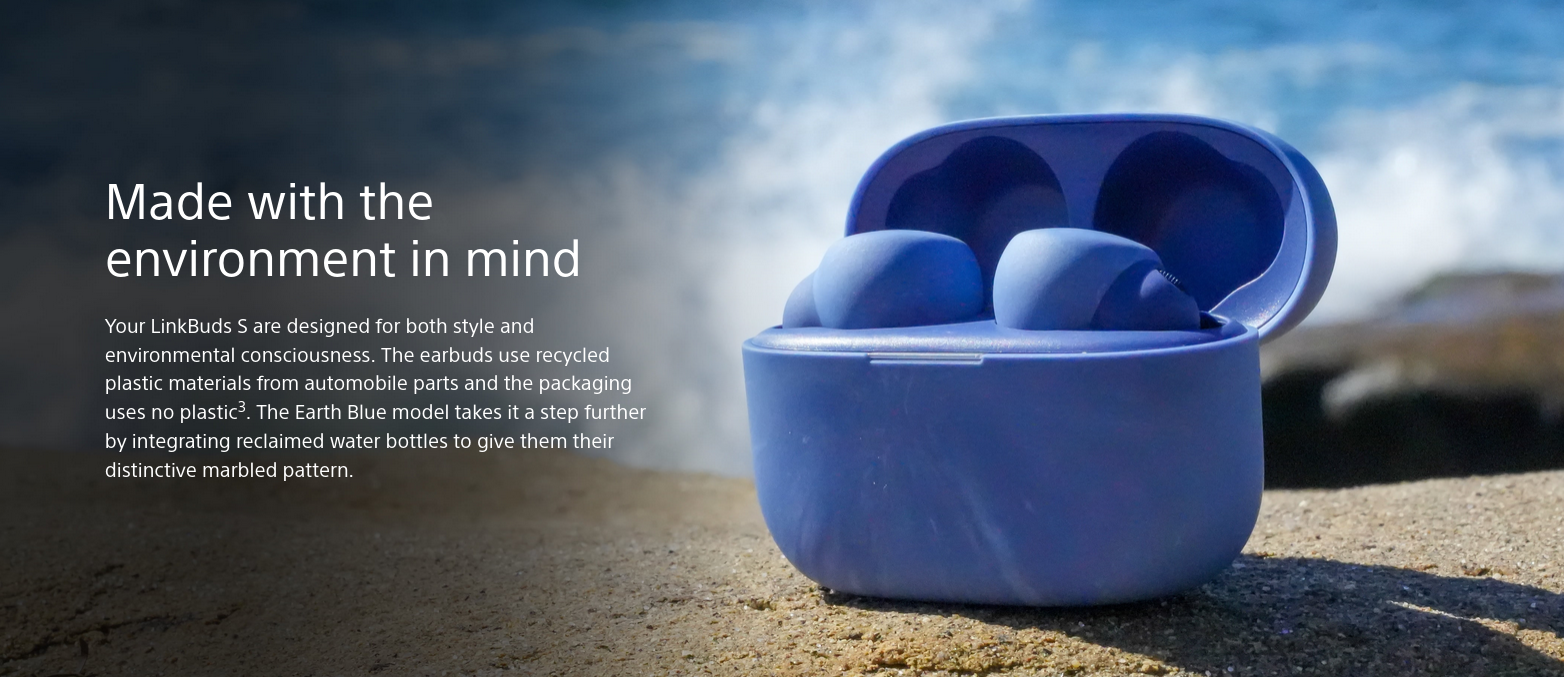 Made with the
environment in mind
Your LinkBuds S are designed for both style and
environmental consciousness. The earbuds use recycled
plastic materials from automobile parts and the packaging
uses no plastic³. The Earth Blue model takes it a step further
by integrating reclaimed water bottles to give them their
distinctive marbled pattern.